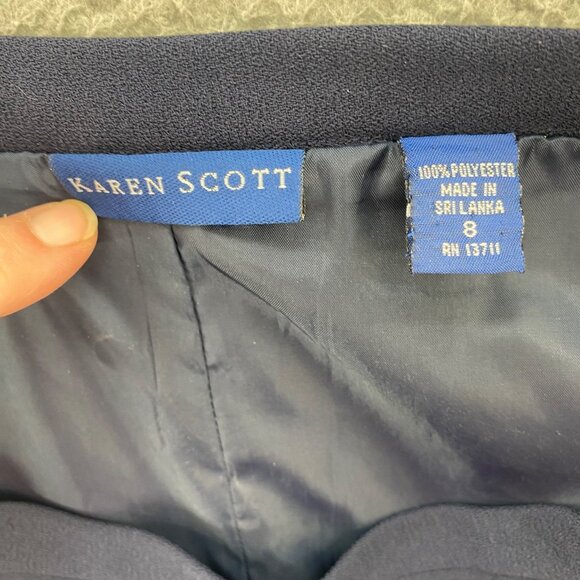 KAREN SCOTT
100% POLYESTER
MADE IN
SRI LANKA
8
RN 13711